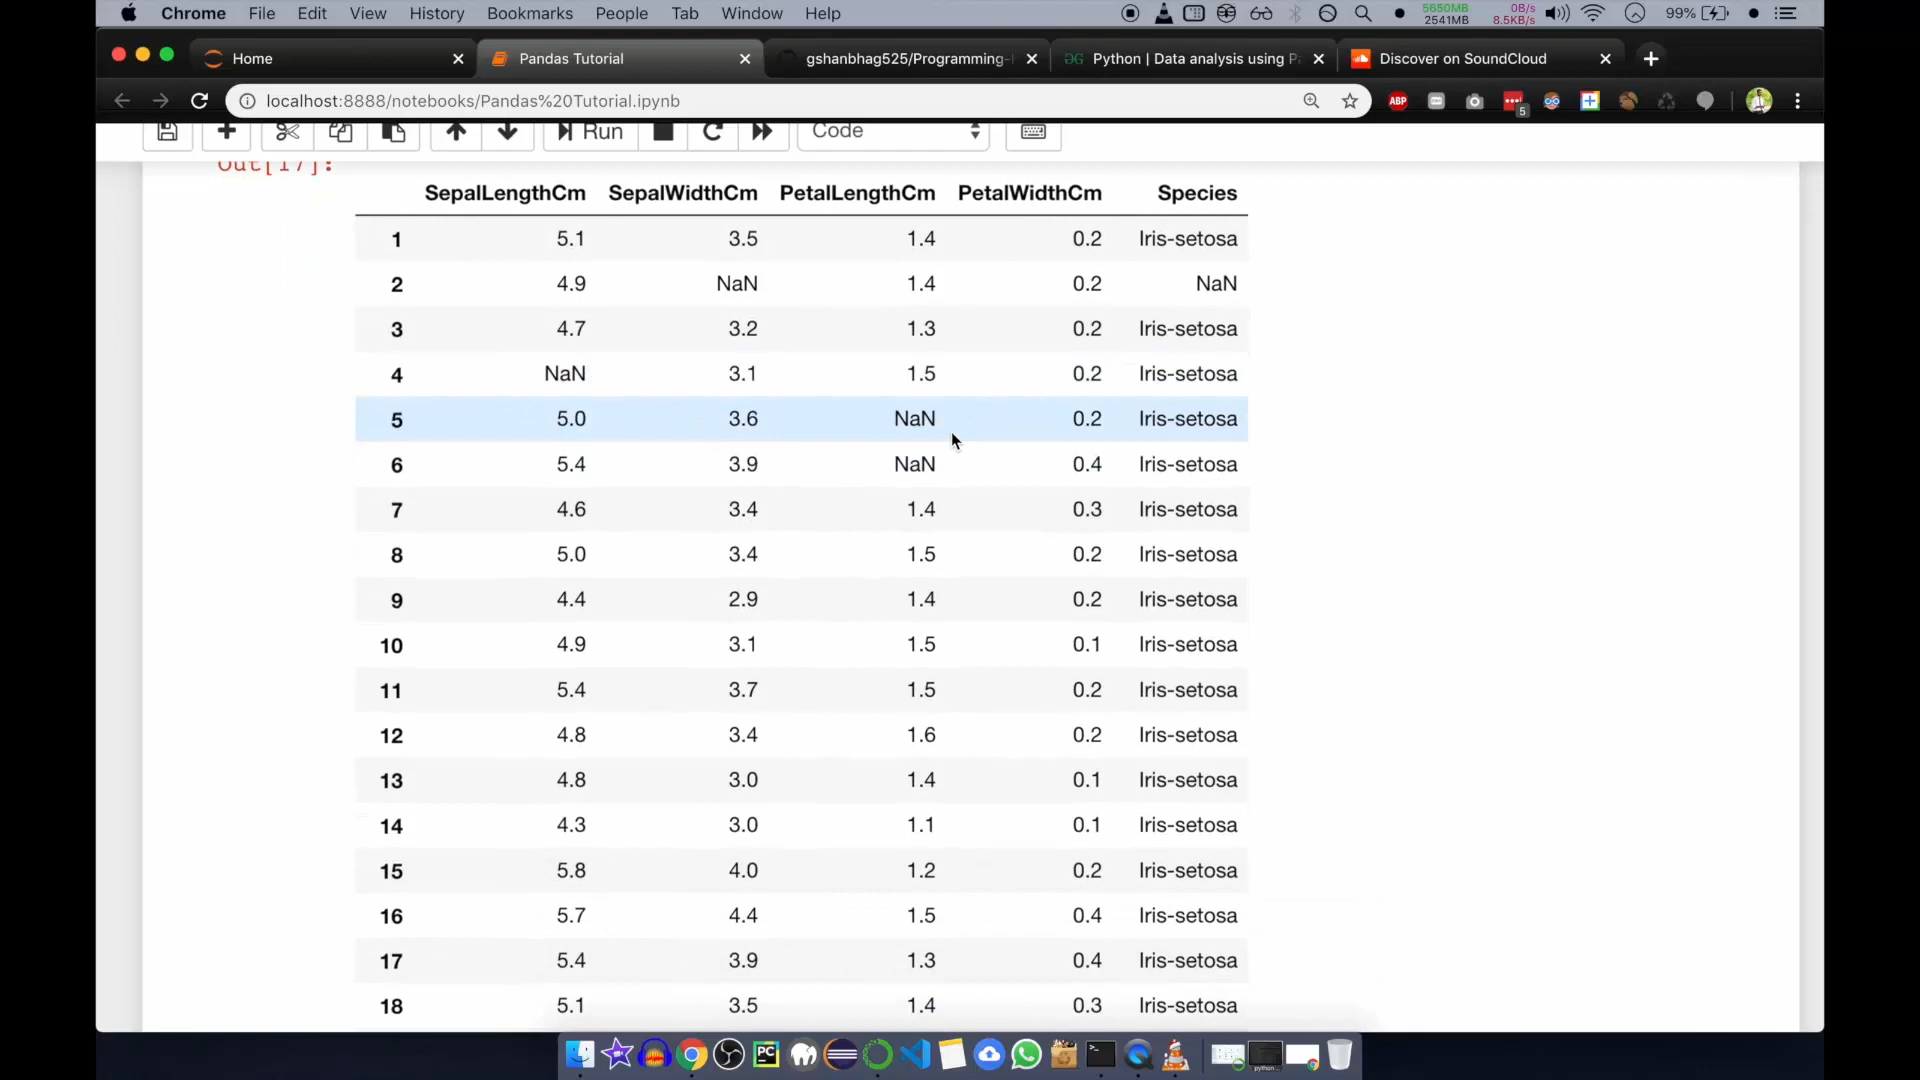 Chrome File Edit View History Bookmarks People Tab Window Help 5650MB 2541MB 0B/s 8.5KB/s 99%
Home Pandas Tutorial gshanbhag525/Programming- Python | Data analysis using Pa Discover on SoundCloud
localhost:8888/notebooks/Pandas%20Tutorial.ipynb ABP 5
Run Code
Out[17]:
SepalLengthCm SepalWidthCm PetalLengthCm PetalWidthCm Species
1 5.1 3.5 1.4 0.2 Iris-setosa
2 4.9 NaN 1.4 0.2 NaN
3 4.7 3.2 1.3 0.2 Iris-setosa
4 NaN 3.1 1.5 0.2 Iris-setosa
5 5.0 3.6 NaN 0.2 Iris-setosa
6 5.4 3.9 NaN 0.4 Iris-setosa
7 4.6 3.4 1.4 0.3 Iris-setosa
8 5.0 3.4 1.5 0.2 Iris-setosa
9 4.4 2.9 1.4 0.2 Iris-setosa
10 4.9 3.1 1.5 0.1 Iris-setosa
11 5.4 3.7 1.5 0.2 Iris-setosa
12 4.8 3.4 1.6 0.2 Iris-setosa
13 4.8 3.0 1.4 0.1 Iris-setosa
14 4.3 3.0 1.1 0.1 Iris-setosa
15 5.8 4.0 1.2 0.2 Iris-setosa
16 5.7 4.4 1.5 0.4 Iris-setosa
17 5.4 3.9 1.3 0.4 Iris-setosa
18 5.1 3.5 1.4 0.3 Iris-setosa
PC python